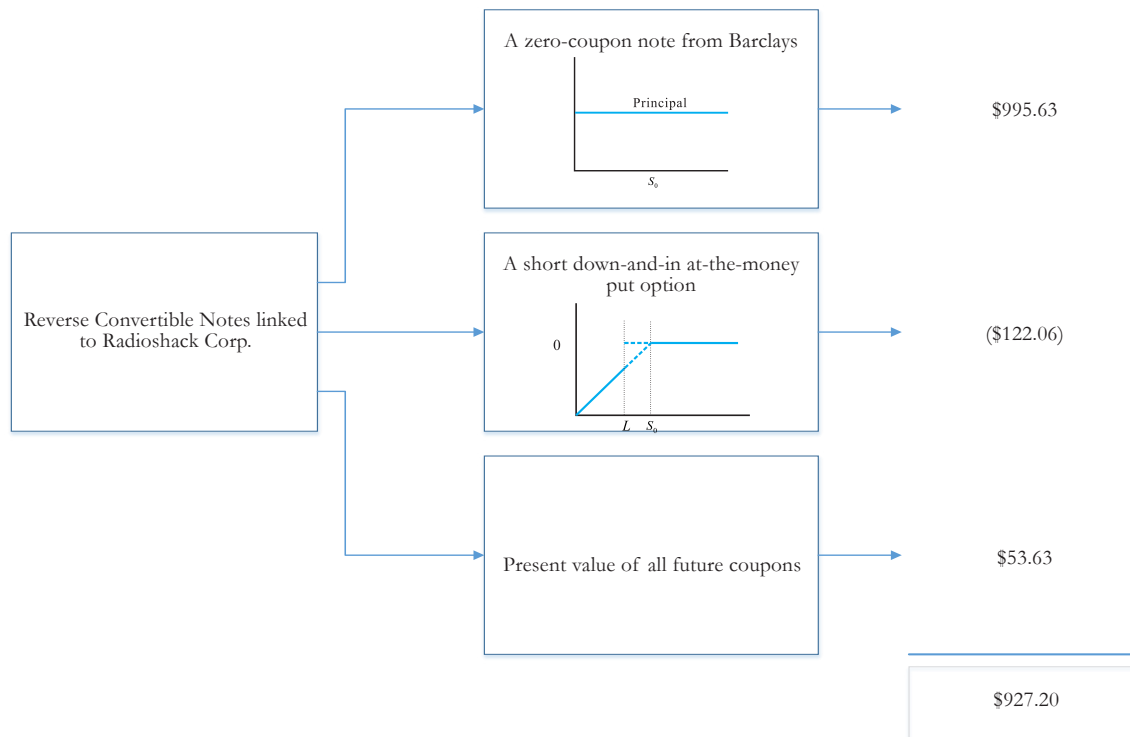 A zero-coupon note from Barclays
Principal
S₀
$995.63
Reverse Convertible Notes linked
to Radioshack Corp.
A short down-and-in at-the-money
put option
0
L S₀
($122.06)
Present value of all future coupons
$53.63
$927.20